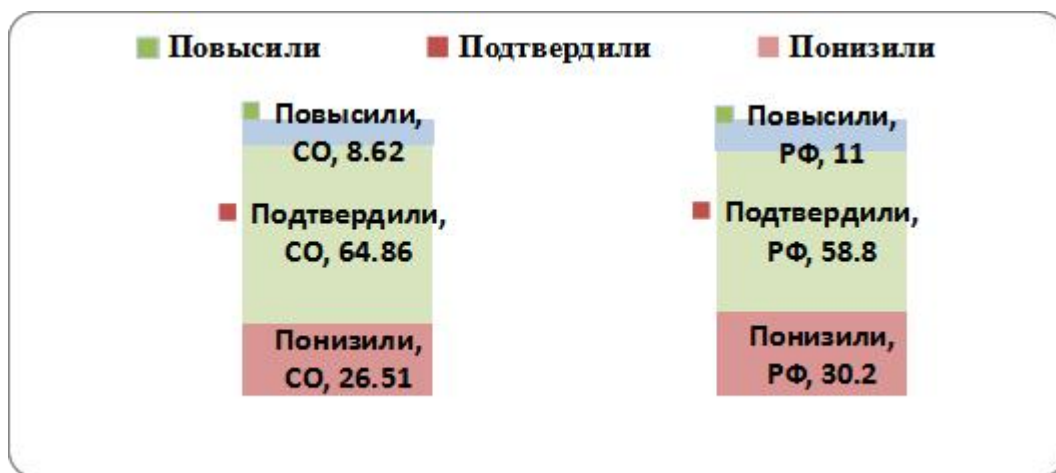 Повысили Подтвердили Понизили
Повысили,
СО, 8.62
Подтвердили,
СО, 64.86
Понизили,
СО, 26.51
Повысили,
РФ, 11
Подтвердили,
РФ, 58.8
Понизили,
РФ, 30.2